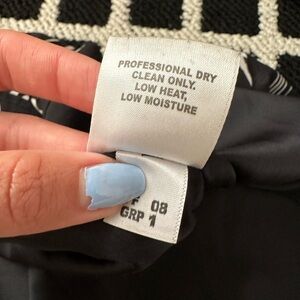 PROFESSIONAL DRY
CLEAN ONLY.
LOW HEAT,
LOW MOISTURE
08
GRP 1